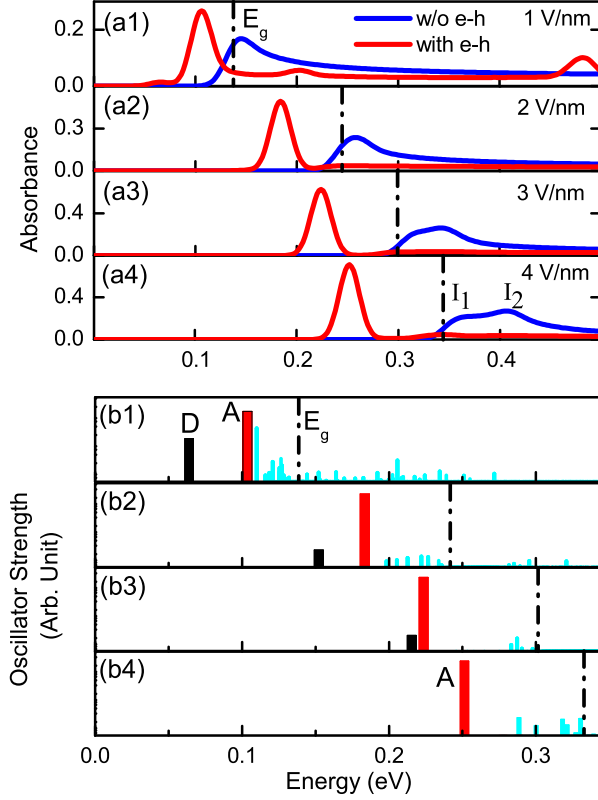 (a1) E_g w/o e-h 1 V/nm
with e-h
0.2
0.0
(a2) 2 V/nm
0.3
0.0
(a3) 3 V/nm
0.4
0.0
(a4) 4 V/nm
I_1 I_2
0.4
0.0
0.1 0.2 0.3 0.4
Absorbance
(b1) D A E_g
(b2)
(b3)
(b4) A
0.0 0.1 0.2 0.3
Energy (eV)
Oscillator Strength
(Arb. Unit)